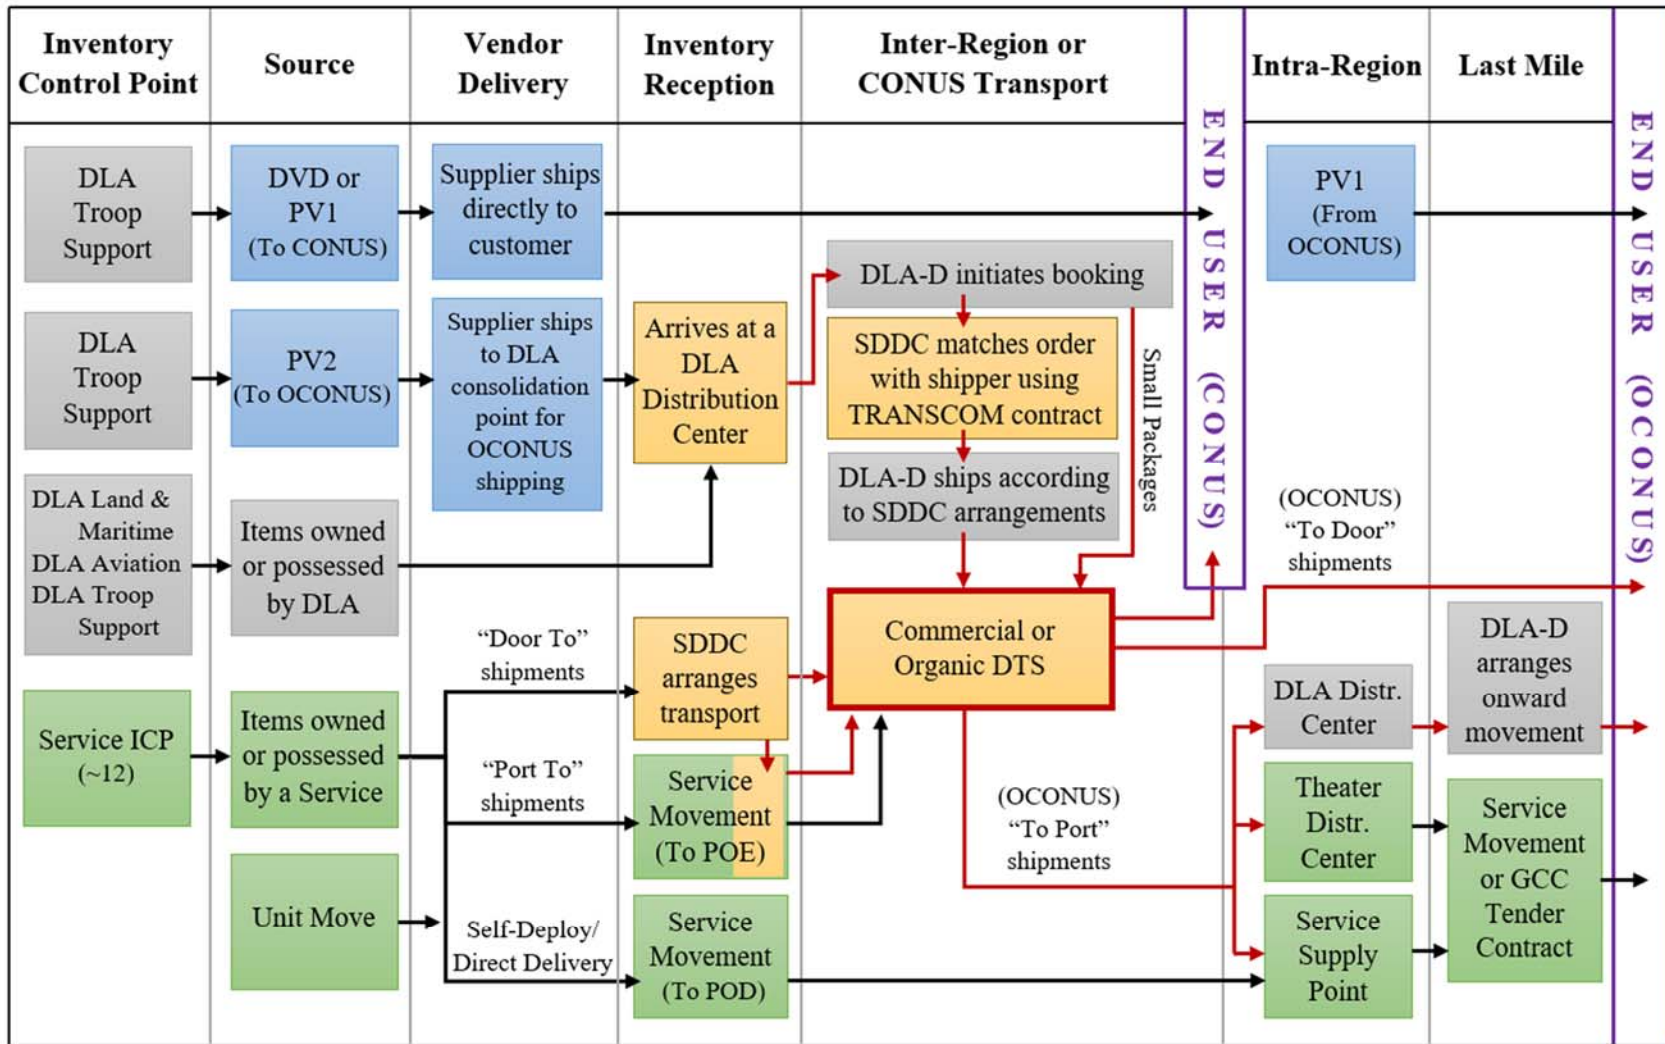 Inventory
Control Point
Source
Vendor
Delivery
Inventory
Reception
Inter-Region or
CONUS Transport
Intra-Region
Last Mile
DLA
Troop
Support
DVD or
PV1
(To CONUS)
Supplier ships
directly to
customer
END USER (CONUS)
PV1
(From
OCONUS)
END USER (OCONUS)
DLA
Troop
Support
PV2
(To OCONUS)
Supplier ships
to DLA
consolidation
point for
OCONUS
shipping
Arrives at a
DLA
Distribution
Center
DLA-D initiates booking
SDDC matches order
with shipper using
TRANSCOM contract
DLA-D ships according
to SDDC arrangements
Small Packages
DLA Land &
Maritime
DLA Aviation
DLA Troop
Support
Items owned
or possessed
by DLA
(OCONUS)
“To Door”
shipments
Commercial or
Organic DTS
Service ICP
(~12)
Items owned
or possessed
by a Service
Unit Move
“Door To”
shipments
“Port To”
shipments
Self-Deploy/
Direct Delivery
SDDC
arranges
transport
Service
Movement
(To POE)
Service
Movement
(To POD)
(OCONUS)
“To Port”
shipments
DLA Distr.
Center
Theater
Distr.
Center
Service
Supply
Point
DLA-D
arranges
onward
movement
Service
Movement
or GCC
Tender
Contract